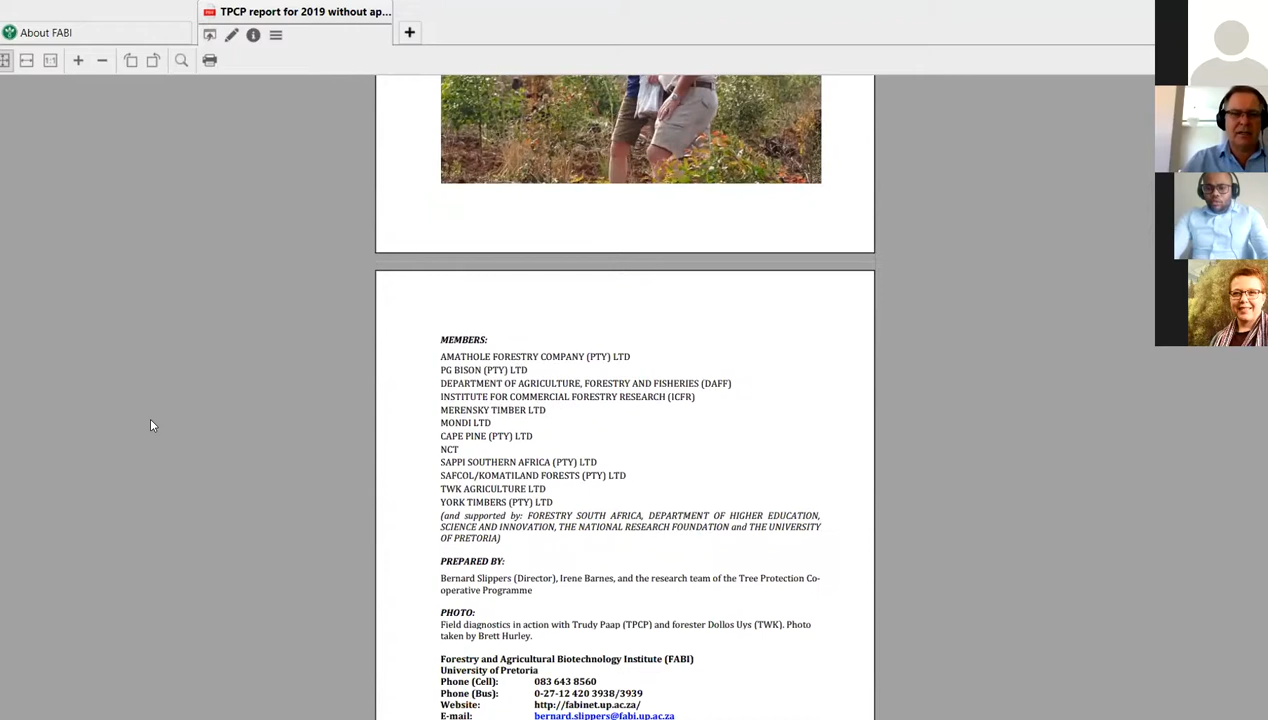 TPCP report for 2019 without ap...
About FABI
1:1
MEMBERS:
AMATHOLE FORESTRY COMPANY (PTY) LTD
PG BISON (PTY) LTD
DEPARTMENT OF AGRICULTURE, FORESTRY AND FISHERIES (DAFF)
INSTITUTE FOR COMMERCIAL FORESTRY RESEARCH (ICFR)
MERENSKY TIMBER LTD
MONDI LTD
CAPE PINE (PTY) LTD
NCT
SAPPI SOUTHERN AFRICA (PTY) LTD
SAFCOL/KOMATILAND FORESTS (PTY) LTD
TWK AGRICULTURE LTD
YORK TIMBERS (PTY) LTD
(and supported by: FORESTRY SOUTH AFRICA, DEPARTMENT OF HIGHER EDUCATION,
SCIENCE AND INNOVATION, THE NATIONAL RESEARCH FOUNDATION and THE UNIVERSITY
OF PRETORIA)
PREPARED BY:
Bernard Slippers (Director), Irene Barnes, and the research team of the Tree Protection Co-
operative Programme
PHOTO:
Field diagnostics in action with Trudy Paap (TPCP) and forester Dollos Uys (TWK). Photo
taken by Brett Hurley.
Forestry and Agricultural Biotechnology Institute (FABI)
University of Pretoria
Phone (Cell): 083 643 8560
Phone (Bus): 0-27-12 420 3938/3939
Website: http://fabinet.up.ac.za/
E-mail: bernard.slippers@fabi.up.ac.za